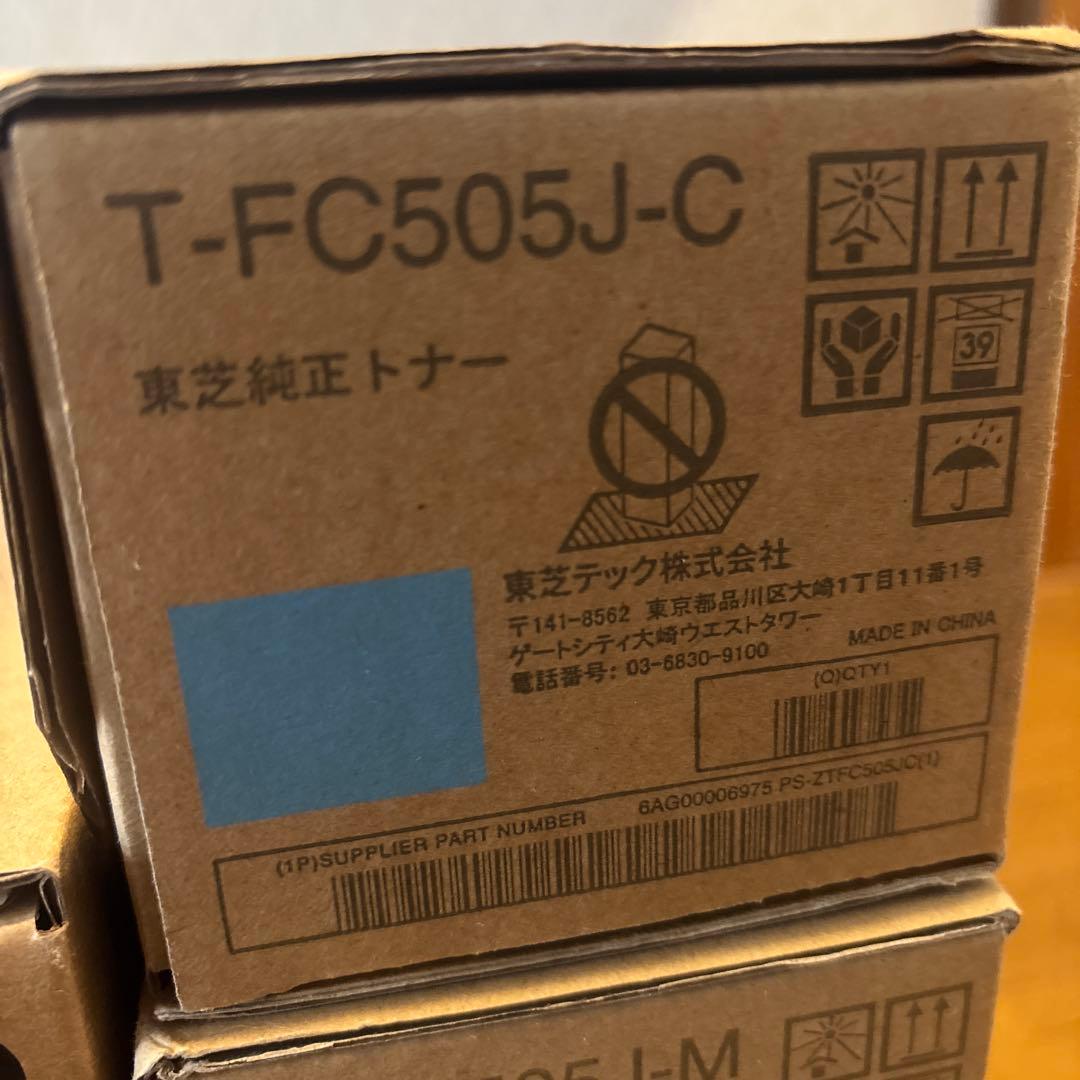 T-FC505J-C
東芝純正トナー
39
東芝テック株式会社
〒141-8562 東京都品川区大崎1丁目11番1号
ゲートシティ大崎ウエストタワー
電話番号: 03-6830-9100
MADE IN CHINA
(Q)QTY1
(1P)SUPPLIER PART NUMBER 6AG00006975 PS-ZTFC505JC(1)
505J-M